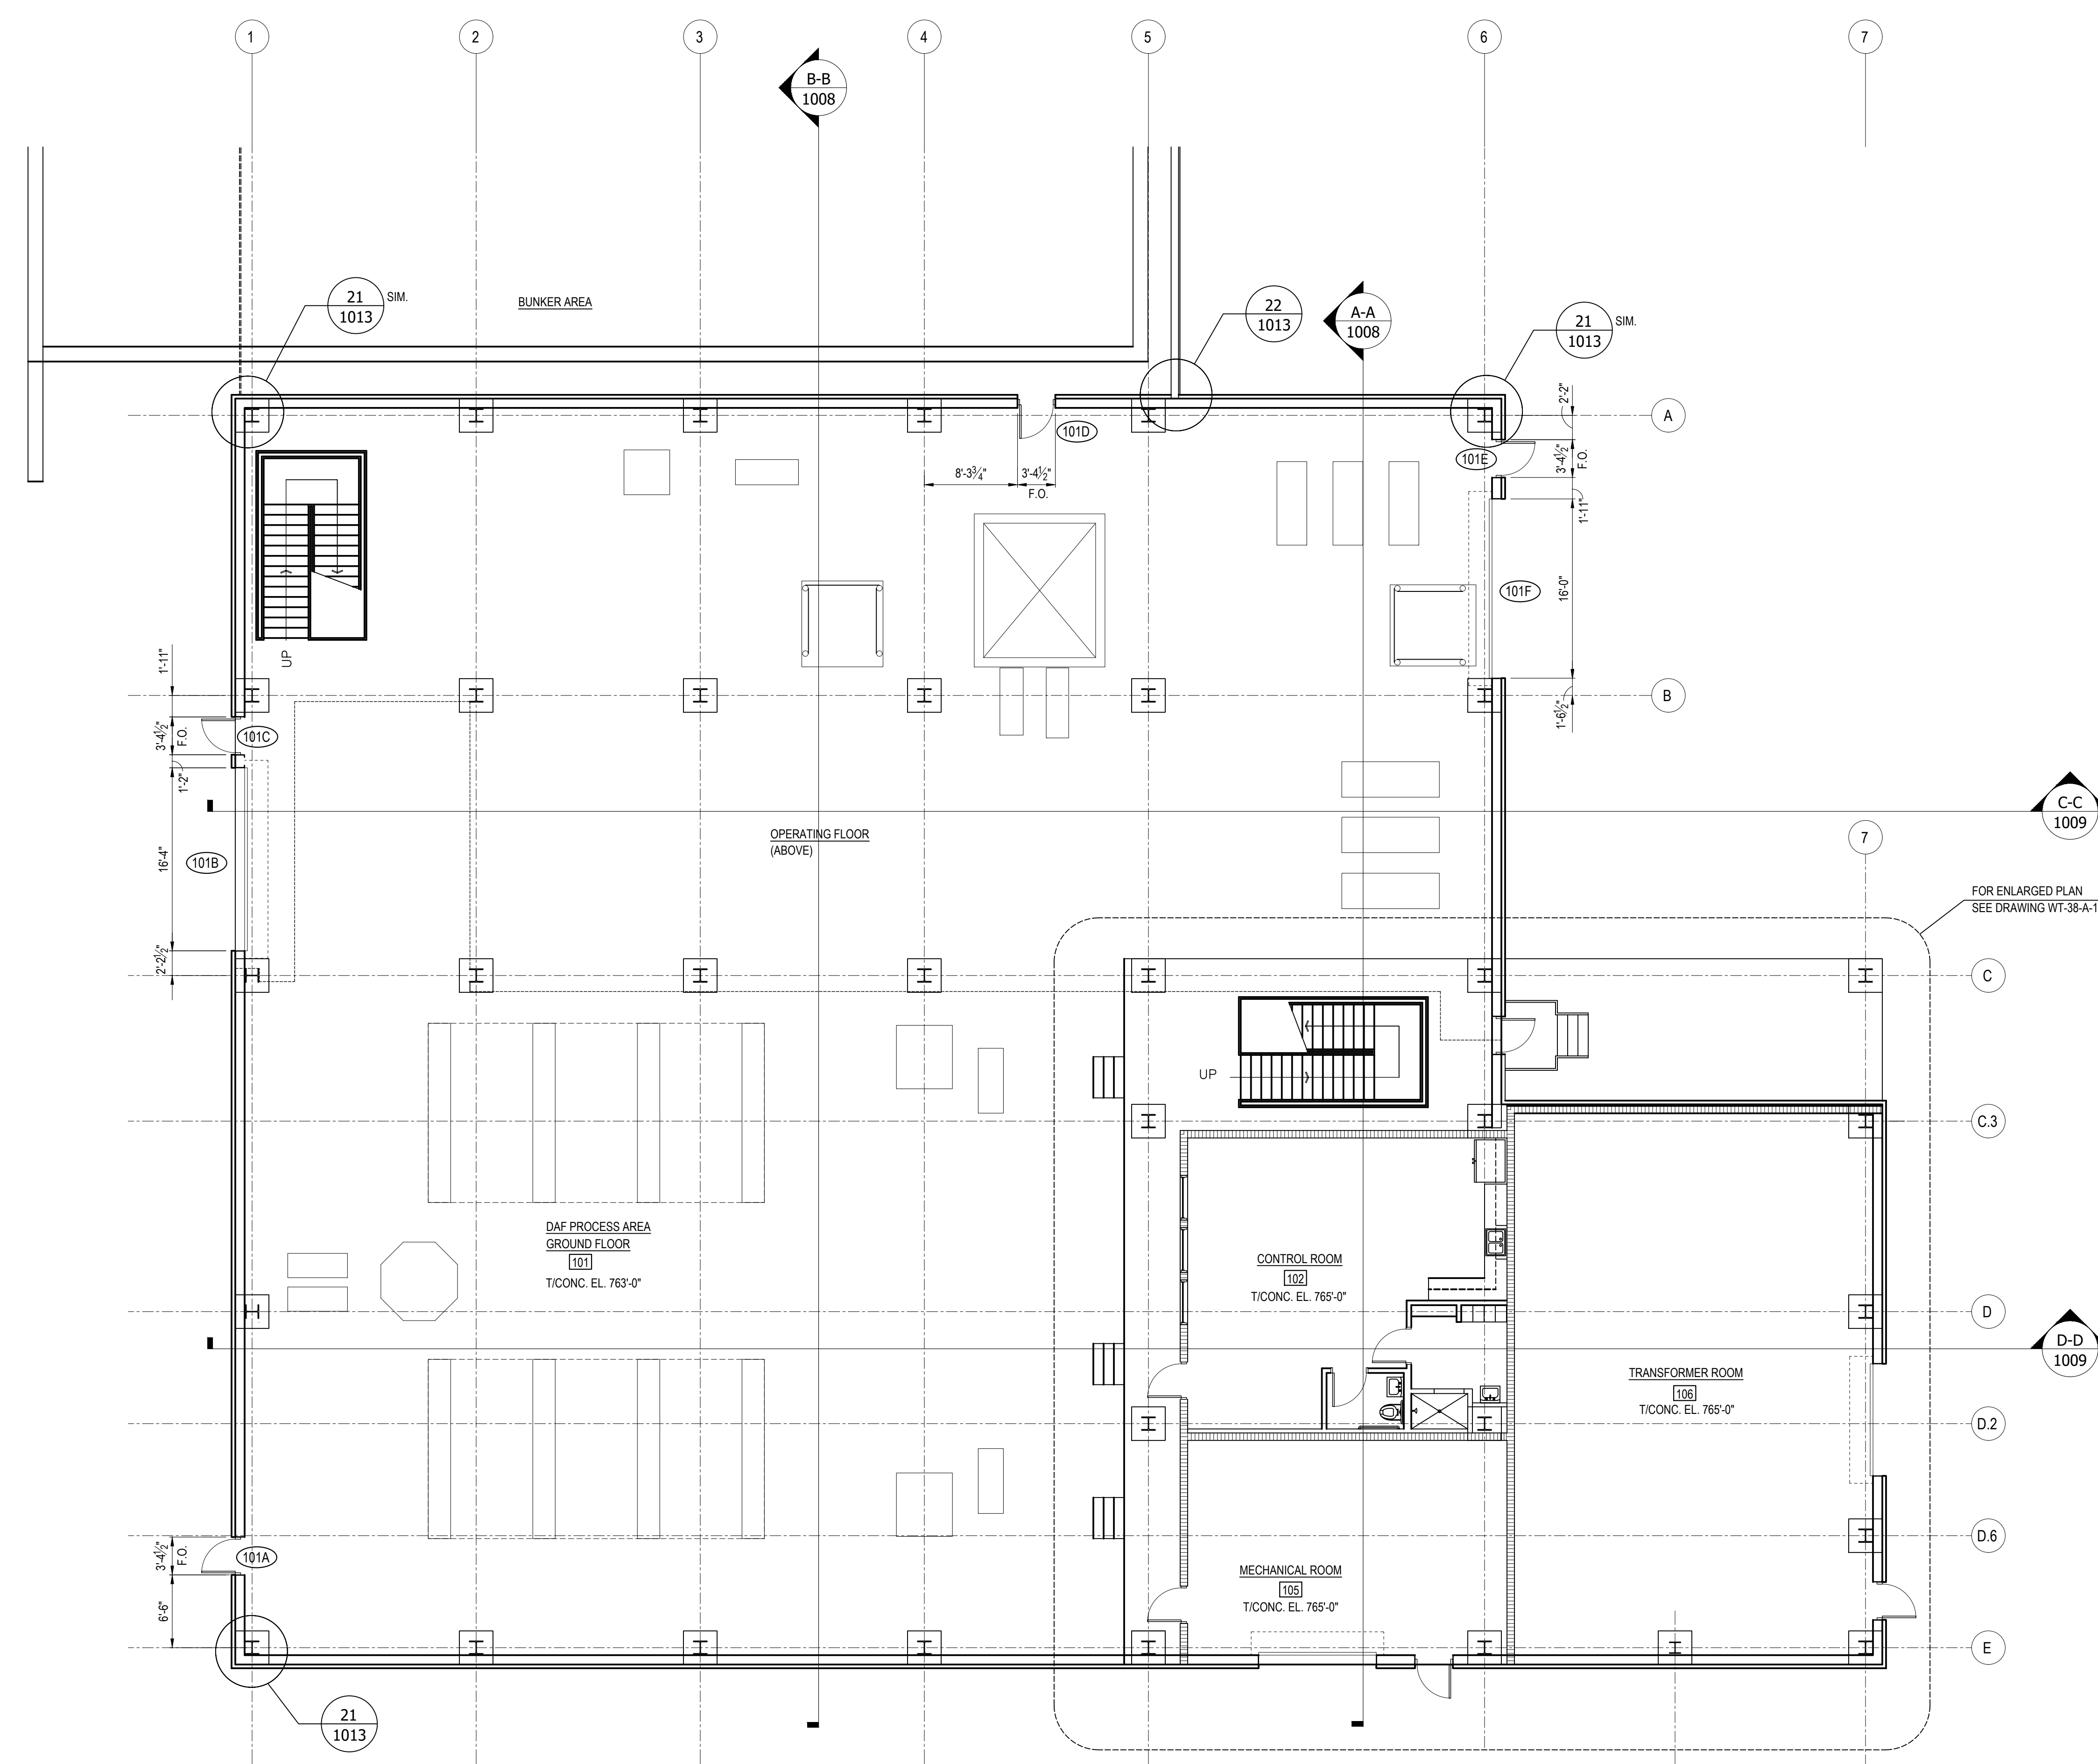 1
2
3
4
5
6
7
B-B
1008
21
1013
SIM.
BUNKER AREA
22
1013
A-A
1008
21
1013
SIM.
2'-2"
A
101D
101E
3'-4½"
F.O.
8'-3¾"
3'-4½"
F.O.
1'-11"
101F
16'-0"
UP
1'-11"
B
1'-6½"
3'-4½"
F.O.
101C
1'-2"
C-C
1009
OPERATING FLOOR
(ABOVE)
7
16'-4"
101B
FOR ENLARGED PLAN
SEE DRAWING WT-38-A-1
2'-2½"
C
UP
C.3
DAF PROCESS AREA
GROUND FLOOR
101
T/CONC. EL. 763'-0"
CONTROL ROOM
102
T/CONC. EL. 765'-0"
D
D-D
1009
TRANSFORMER ROOM
106
T/CONC. EL. 765'-0"
D.2
D.6
3'-4½"
F.O.
101A
MECHANICAL ROOM
105
T/CONC. EL. 765'-0"
6'-6"
E
21
1013